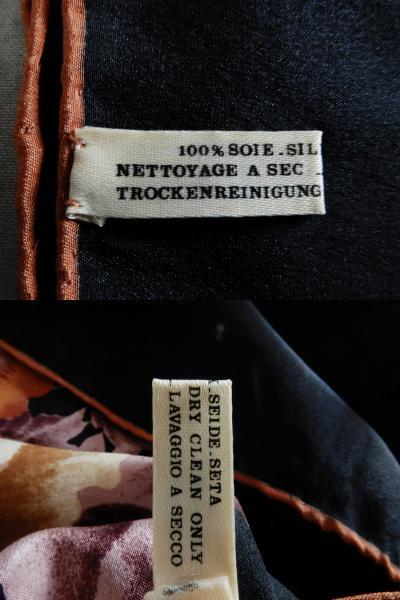 100% SOIE. SIL
NETTOYAGE A SEC
TROCKENREINIGUNG
. SEIDE. SETA
DRY CLEAN ONLY
LAVAGGIO A SECCO